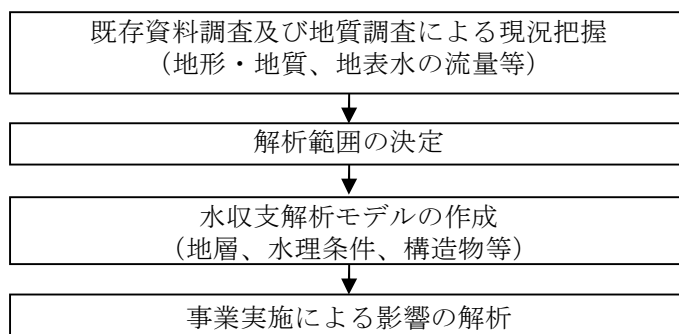 既存資料調査及び地質調査による現況把握
（地形・地質、地表水の流量等）
解析範囲の決定
水収支解析モデルの作成
（地層、水理条件、構造物等）
事業実施による影響の解析